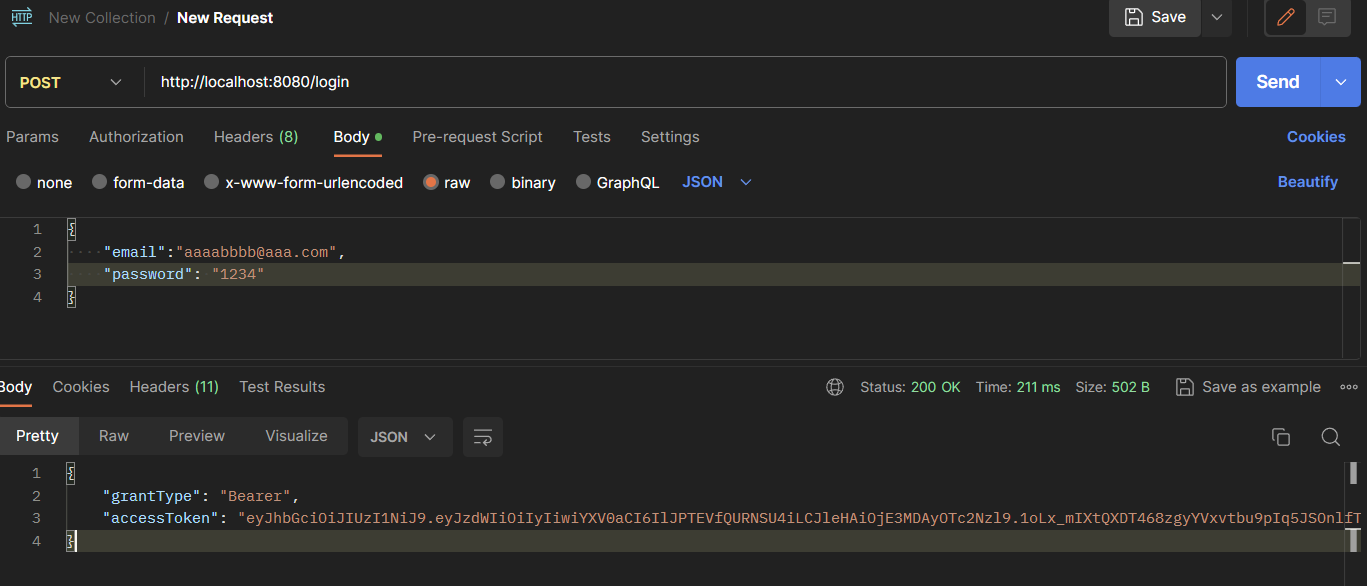 HTTP New Collection / New Request Save
POST http://localhost:8080/login Send
Params Authorization Headers (8) Body Pre-request Script Tests Settings Cookies
none form-data x-www-form-urlencoded raw binary GraphQL JSON Beautify
1 {
2 "email":"aaaabbbb@aaa.com",
3 "password": "1234"
4 }
Body Cookies Headers (11) Test Results Status: 200 OK Time: 211 ms Size: 502 B Save as example
Pretty Raw Preview Visualize JSON
1 {
2 "grantType": "Bearer",
3 "accessToken": "eyJhbGciOiJIUzI1NiJ9.eyJzdWIiOiIyIiwiYXV0aCI6IlJPTEVfQURNSU4iLCJleHAiOjE3MDAyOTc2Nzl9.1oLx_mIXtQXDT468zgyYVxvtbu9pIq5JSOnlfT
4 }